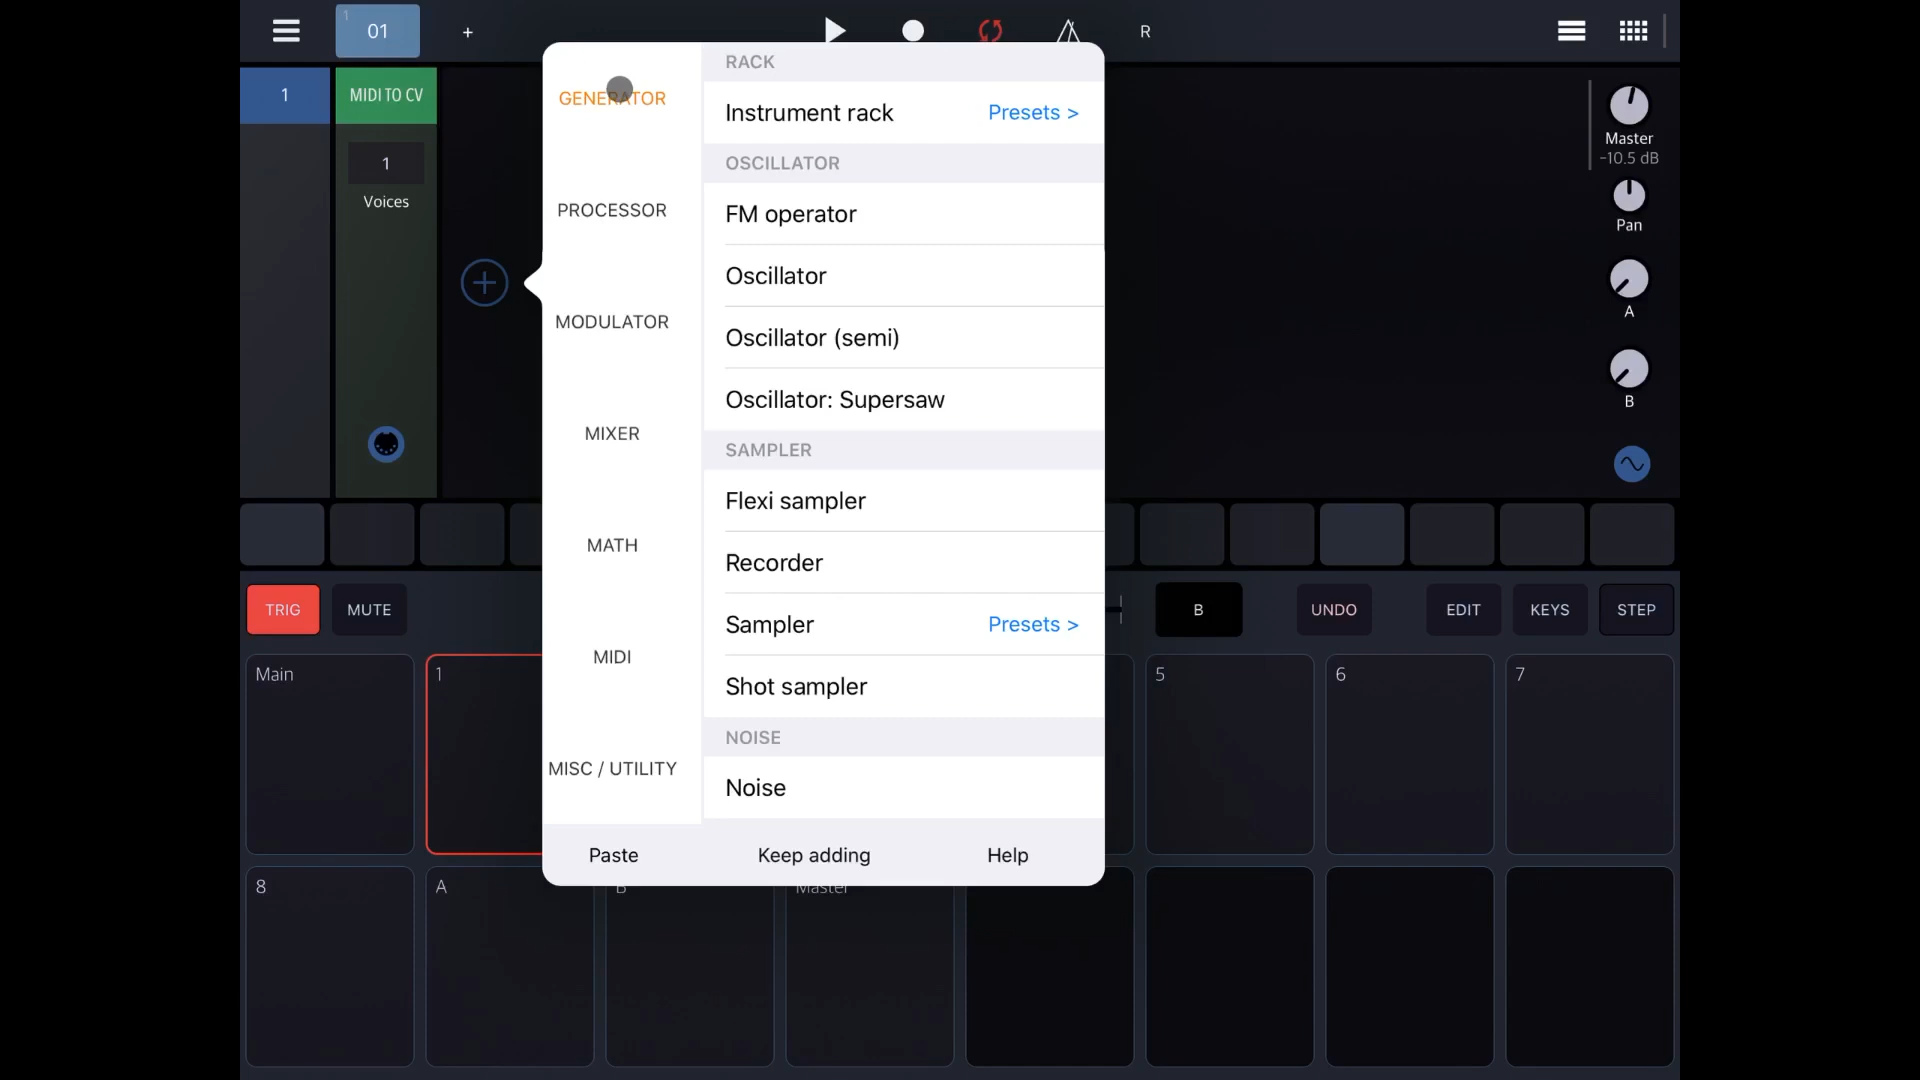 1
01
+
R
1
MIDI TO CV
1
Voices
GENERATOR
PROCESSOR
MODULATOR
MIXER
MATH
MIDI
MISC / UTILITY
RACK
Instrument rack Presets >
OSCILLATOR
FM operator
Oscillator
Oscillator (semi)
Oscillator: Supersaw
SAMPLER
Flexi sampler
Recorder
Sampler Presets >
Shot sampler
NOISE
Noise
Paste Keep adding Help
Master
-10.5 dB
Pan
A
B
TRIG MUTE B UNDO EDIT KEYS STEP
Main 1 5 6 7
8 A B Master